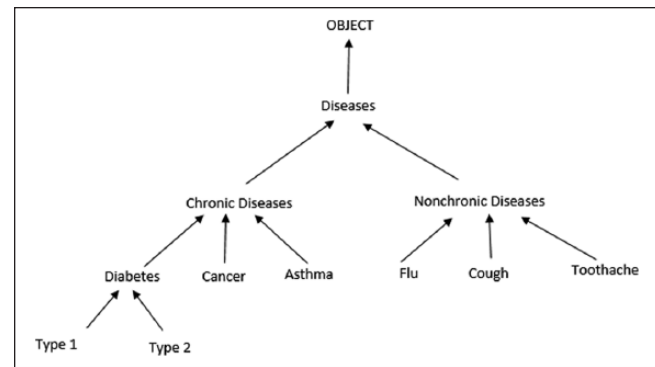 OBJECT
Diseases
Chronic Diseases
Nonchronic Diseases
Diabetes
Cancer
Asthma
Flu
Cough
Toothache
Type 1
Type 2